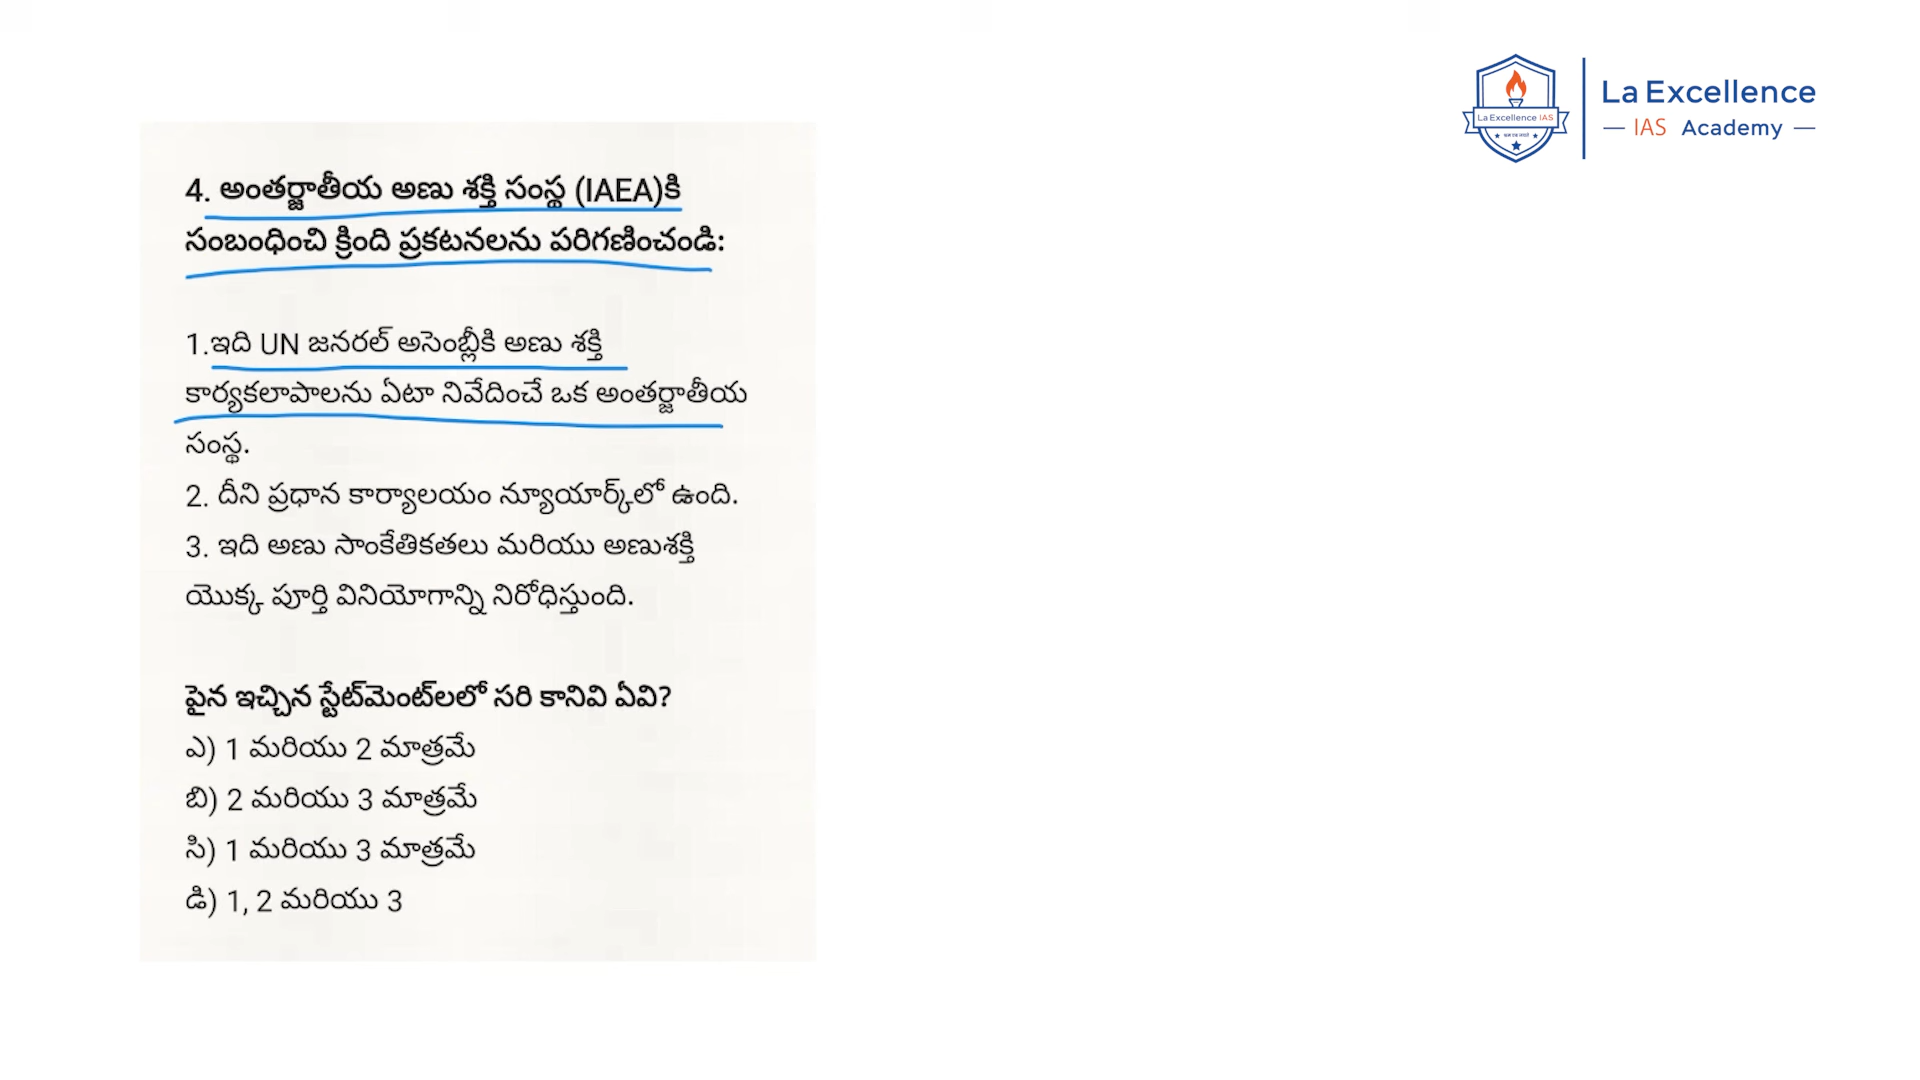 La Excellence
IAS Academy
La Excellence IAS
4. అంతర్జాతీయ అణు శక్తి సంస్థ (IAEA)కి
సంబంధించి క్రింది ప్రకటనలను పరిగణించండి:
1.ఇది UN జనరల్ అసెంబ్లీకి అణు శక్తి
కార్యకలాపాలను ఏటా నివేదించే ఒక అంతర్జాతీయ
సంస్థ.
2. దీని ప్రధాన కార్యాలయం న్యూయార్క్‌లో ఉంది.
3. ఇది అణు సాంకేతికతలు మరియు అణుశక్తి
యొక్క పూర్తి వినియోగాన్ని నిరోధిస్తుంది.
పైన ఇచ్చిన స్టేట్‌మెంట్‌లలో సరి కానివి ఏవి?
ఎ) 1 మరియు 2 మాత్రమే
బి) 2 మరియు 3 మాత్రమే
సి) 1 మరియు 3 మాత్రమే
డి) 1, 2 మరియు 3